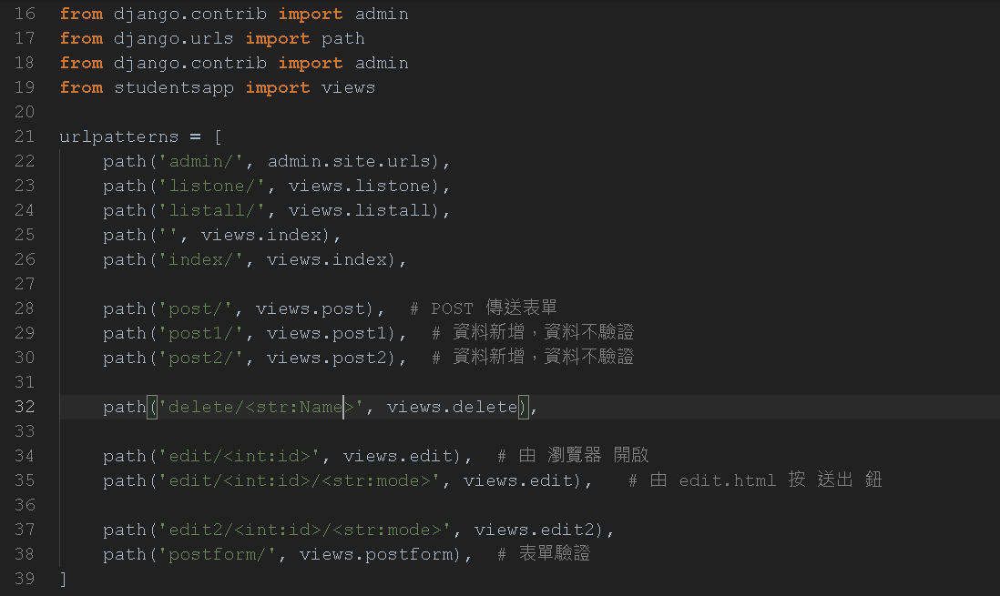 16 from django.contrib import admin
17 from django.urls import path
18 from django.contrib import admin
19 from studentsapp import views
20
21 urlpatterns = [
22     path('admin/', admin.site.urls),
23     path('listone/', views.listone),
24     path('listall/', views.listall),
25     path('', views.index),
26     path('index/', views.index),
27
28     path('post/', views.post),  # POST 傳送表單
29     path('post1/', views.post1),  # 資料新增，資料不驗證
30     path('post2/', views.post2),  # 資料新增，資料不驗證
31
32     path('delete/<str:Name>', views.delete),
33
34     path('edit/<int:id>', views.edit),  # 由 瀏覽器 開啟
35     path('edit/<int:id>/<str:mode>', views.edit),   # 由 edit.html 按 送出 鈕
36
37     path('edit2/<int:id>/<str:mode>', views.edit2),
38     path('postform/', views.postform),  # 表單驗證
39 ]